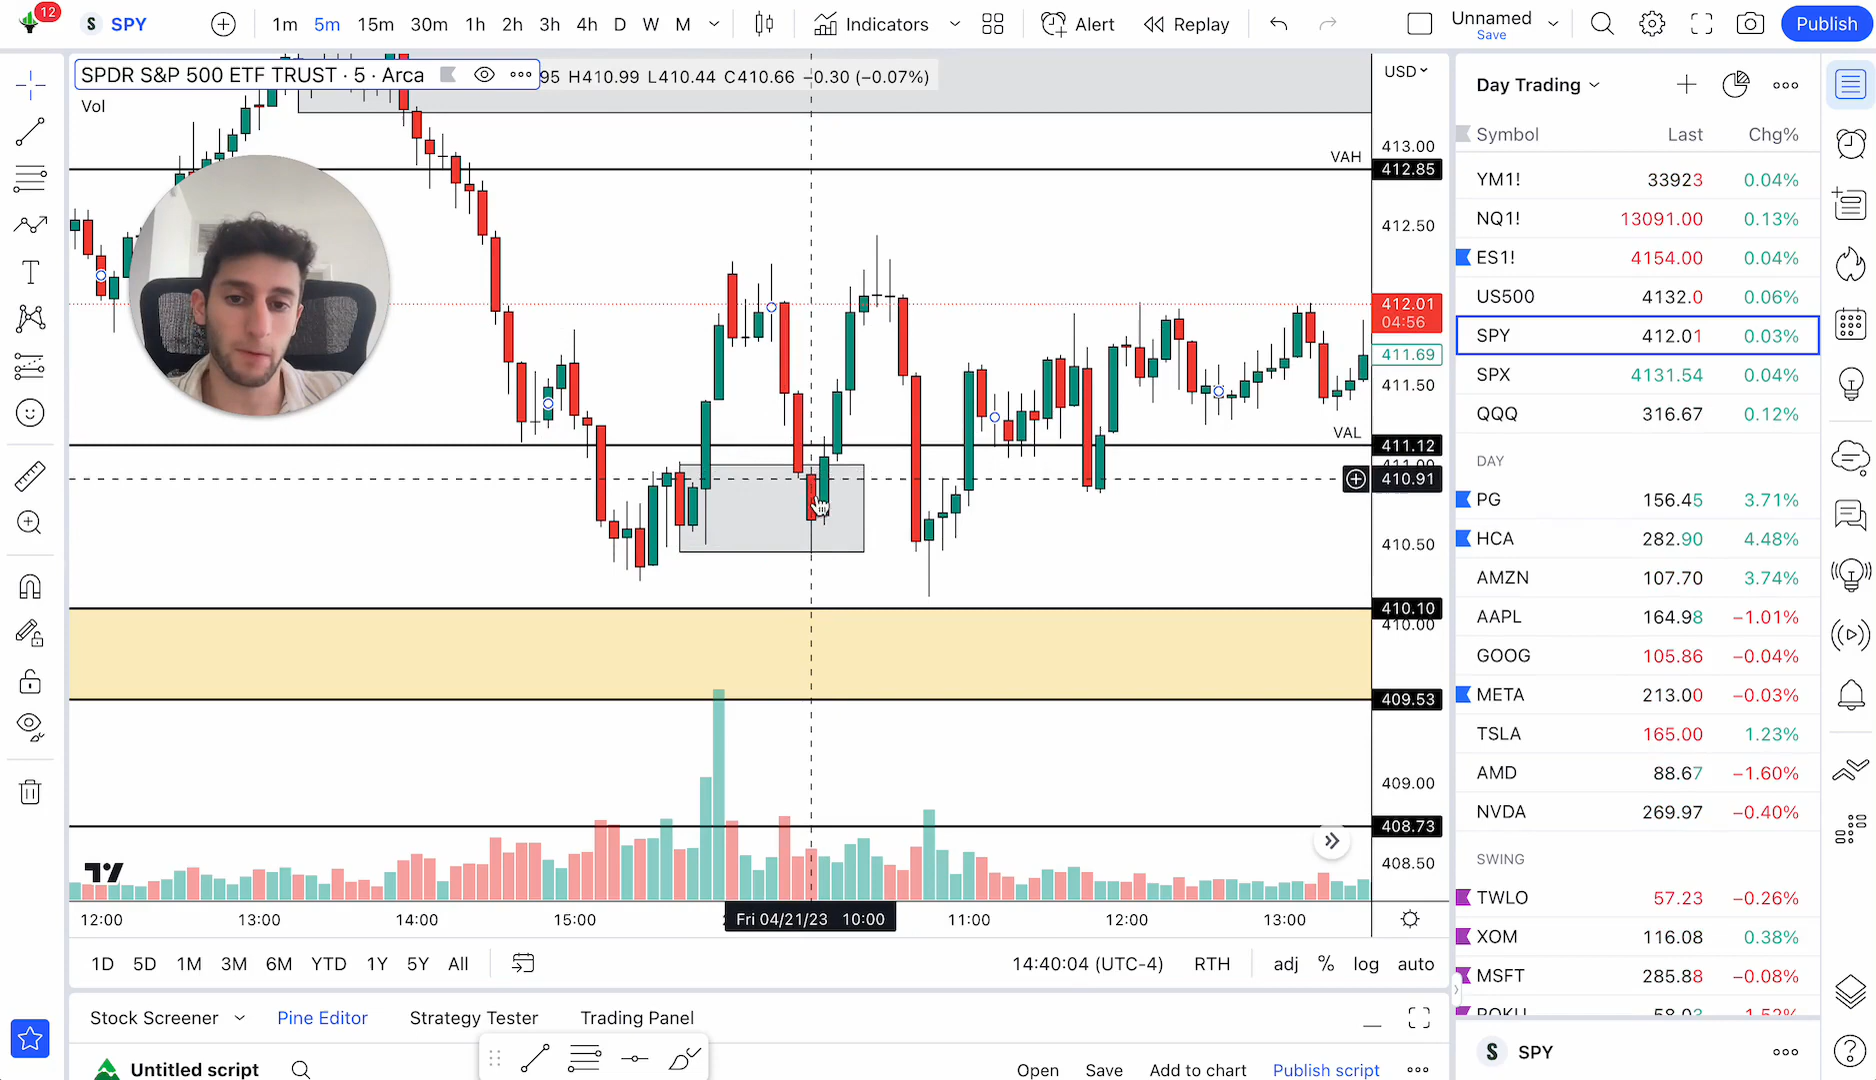 12
S SPY
1m 5m 15m 30m 1h 2h 3h 4h D W M
Indicators
Alert
Replay
Unnamed
Save
Publish
SPDR S&P 500 ETF TRUST · 5 · Arca
95 H410.99 L410.44 C410.66 −0.30 (−0.07%)
Vol
USD
VAH
413.00
412.85
412.50
412.01
04:56
411.69
411.50
VAL
411.12
411.00
410.91
410.50
410.10
410.00
409.53
409.00
408.73
408.50
12:00 13:00 14:00 15:00 Fri 04/21/23 10:00 11:00 12:00 13:00
1D 5D 1M 3M 6M YTD 1Y 5Y All
14:40:04 (UTC-4) RTH adj % log auto
Stock Screener Pine Editor Strategy Tester Trading Panel
Untitled script
Open Save Add to chart Publish script
Day Trading
Symbol Last Chg%
YM1! 33923 0.04%
NQ1! 13091.00 0.13%
ES1! 4154.00 0.04%
US500 4132.0 0.06%
SPY 412.01 0.03%
SPX 4131.54 0.04%
QQQ 316.67 0.12%
DAY
PG 156.45 3.71%
HCA 282.90 4.48%
AMZN 107.70 3.74%
AAPL 164.98 −1.01%
GOOG 105.86 −0.04%
META 213.00 −0.03%
TSLA 165.00 1.23%
AMD 88.67 −1.60%
NVDA 269.97 −0.40%
SWING
TWLO 57.23 −0.26%
XOM 116.08 0.38%
MSFT 285.88 −0.08%
S SPY